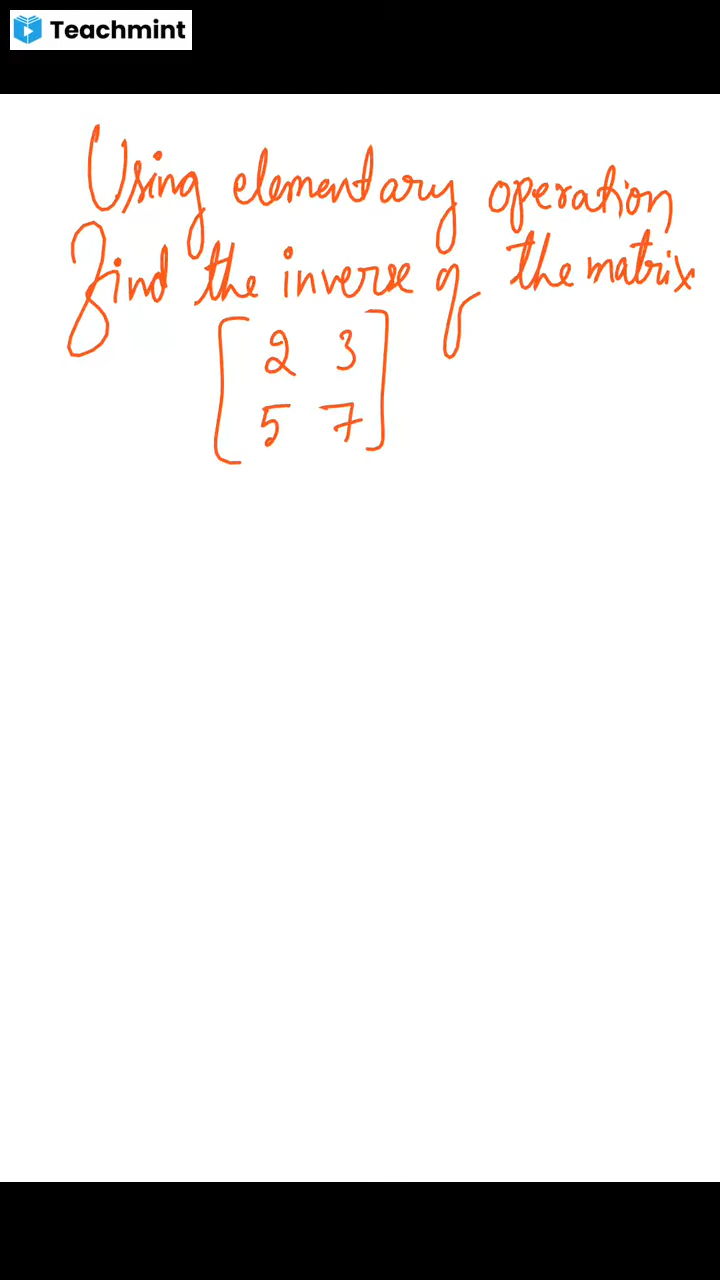 Teachmint
Using elementary operation
Find the inverse of the matrix
[2 3
5 7]